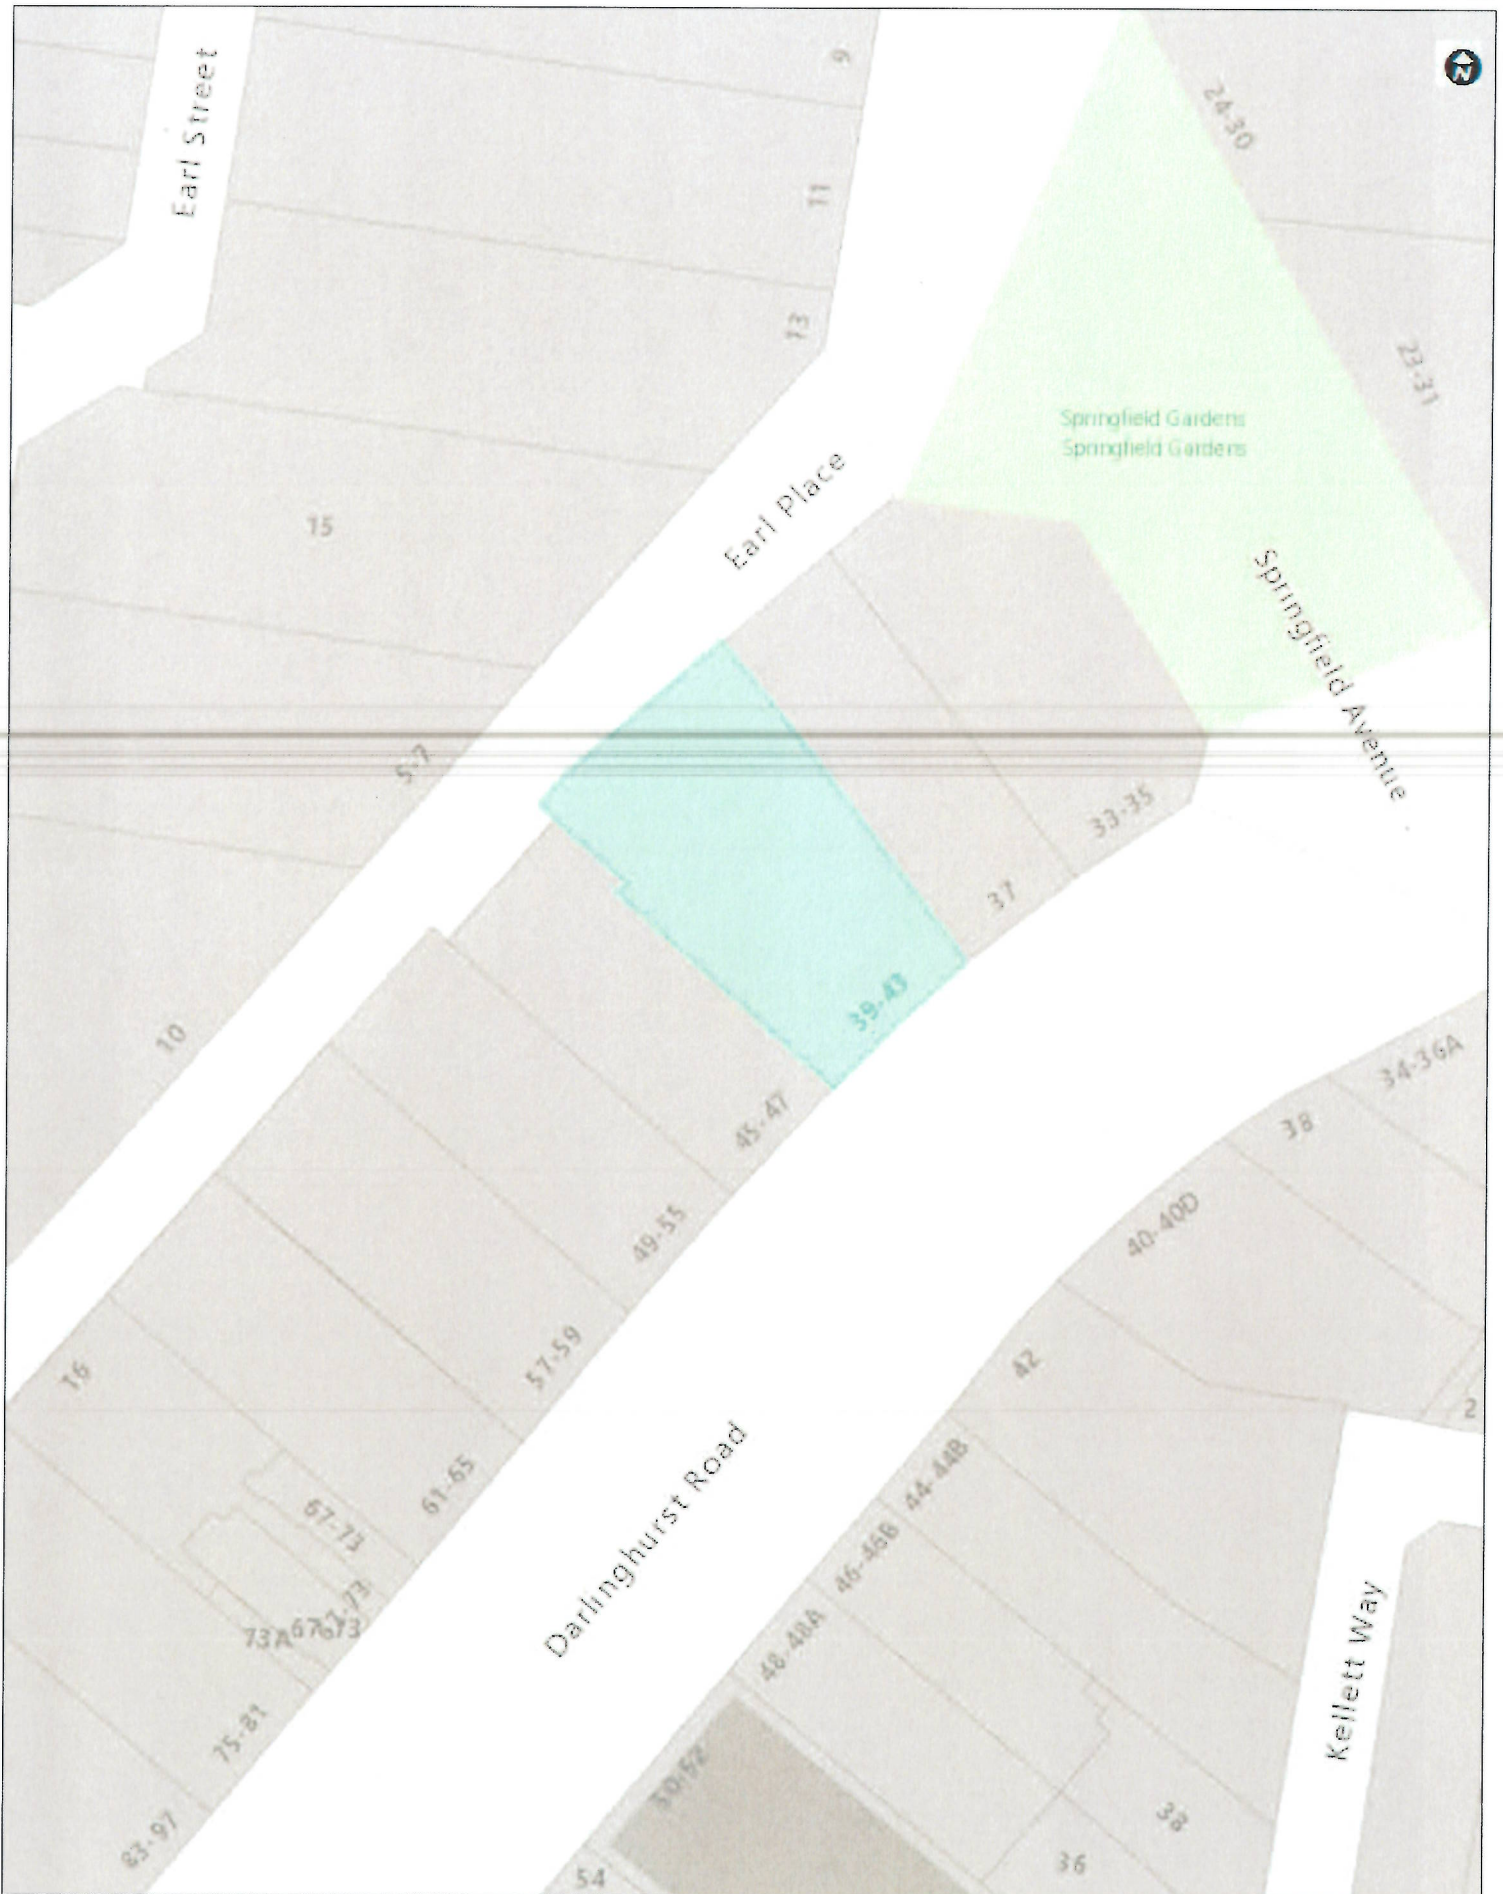 N
9
24-30
Earl Street
11
13
23-31
Springfield Gardens
Springfield Gardens
Earl Place
15
Springfield Avenue
5-7
33-35
37
39-43
10
34-36A
45-47
38
40-40D
49-55
57-59
42
16
2
Darlinghurst Road
44-44B
61-65
67-73
46-46B
48-48A
73A
Kellett Way
75-81
50-52
83-97
38
36
54